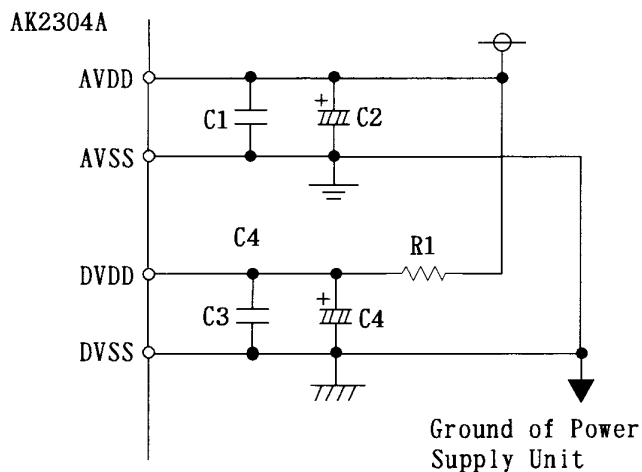 AK2304A
AVDD
C1
C2
AVSS
C4
R1
DVDD
C3
C4
DVSS
Ground of Power
Supply Unit